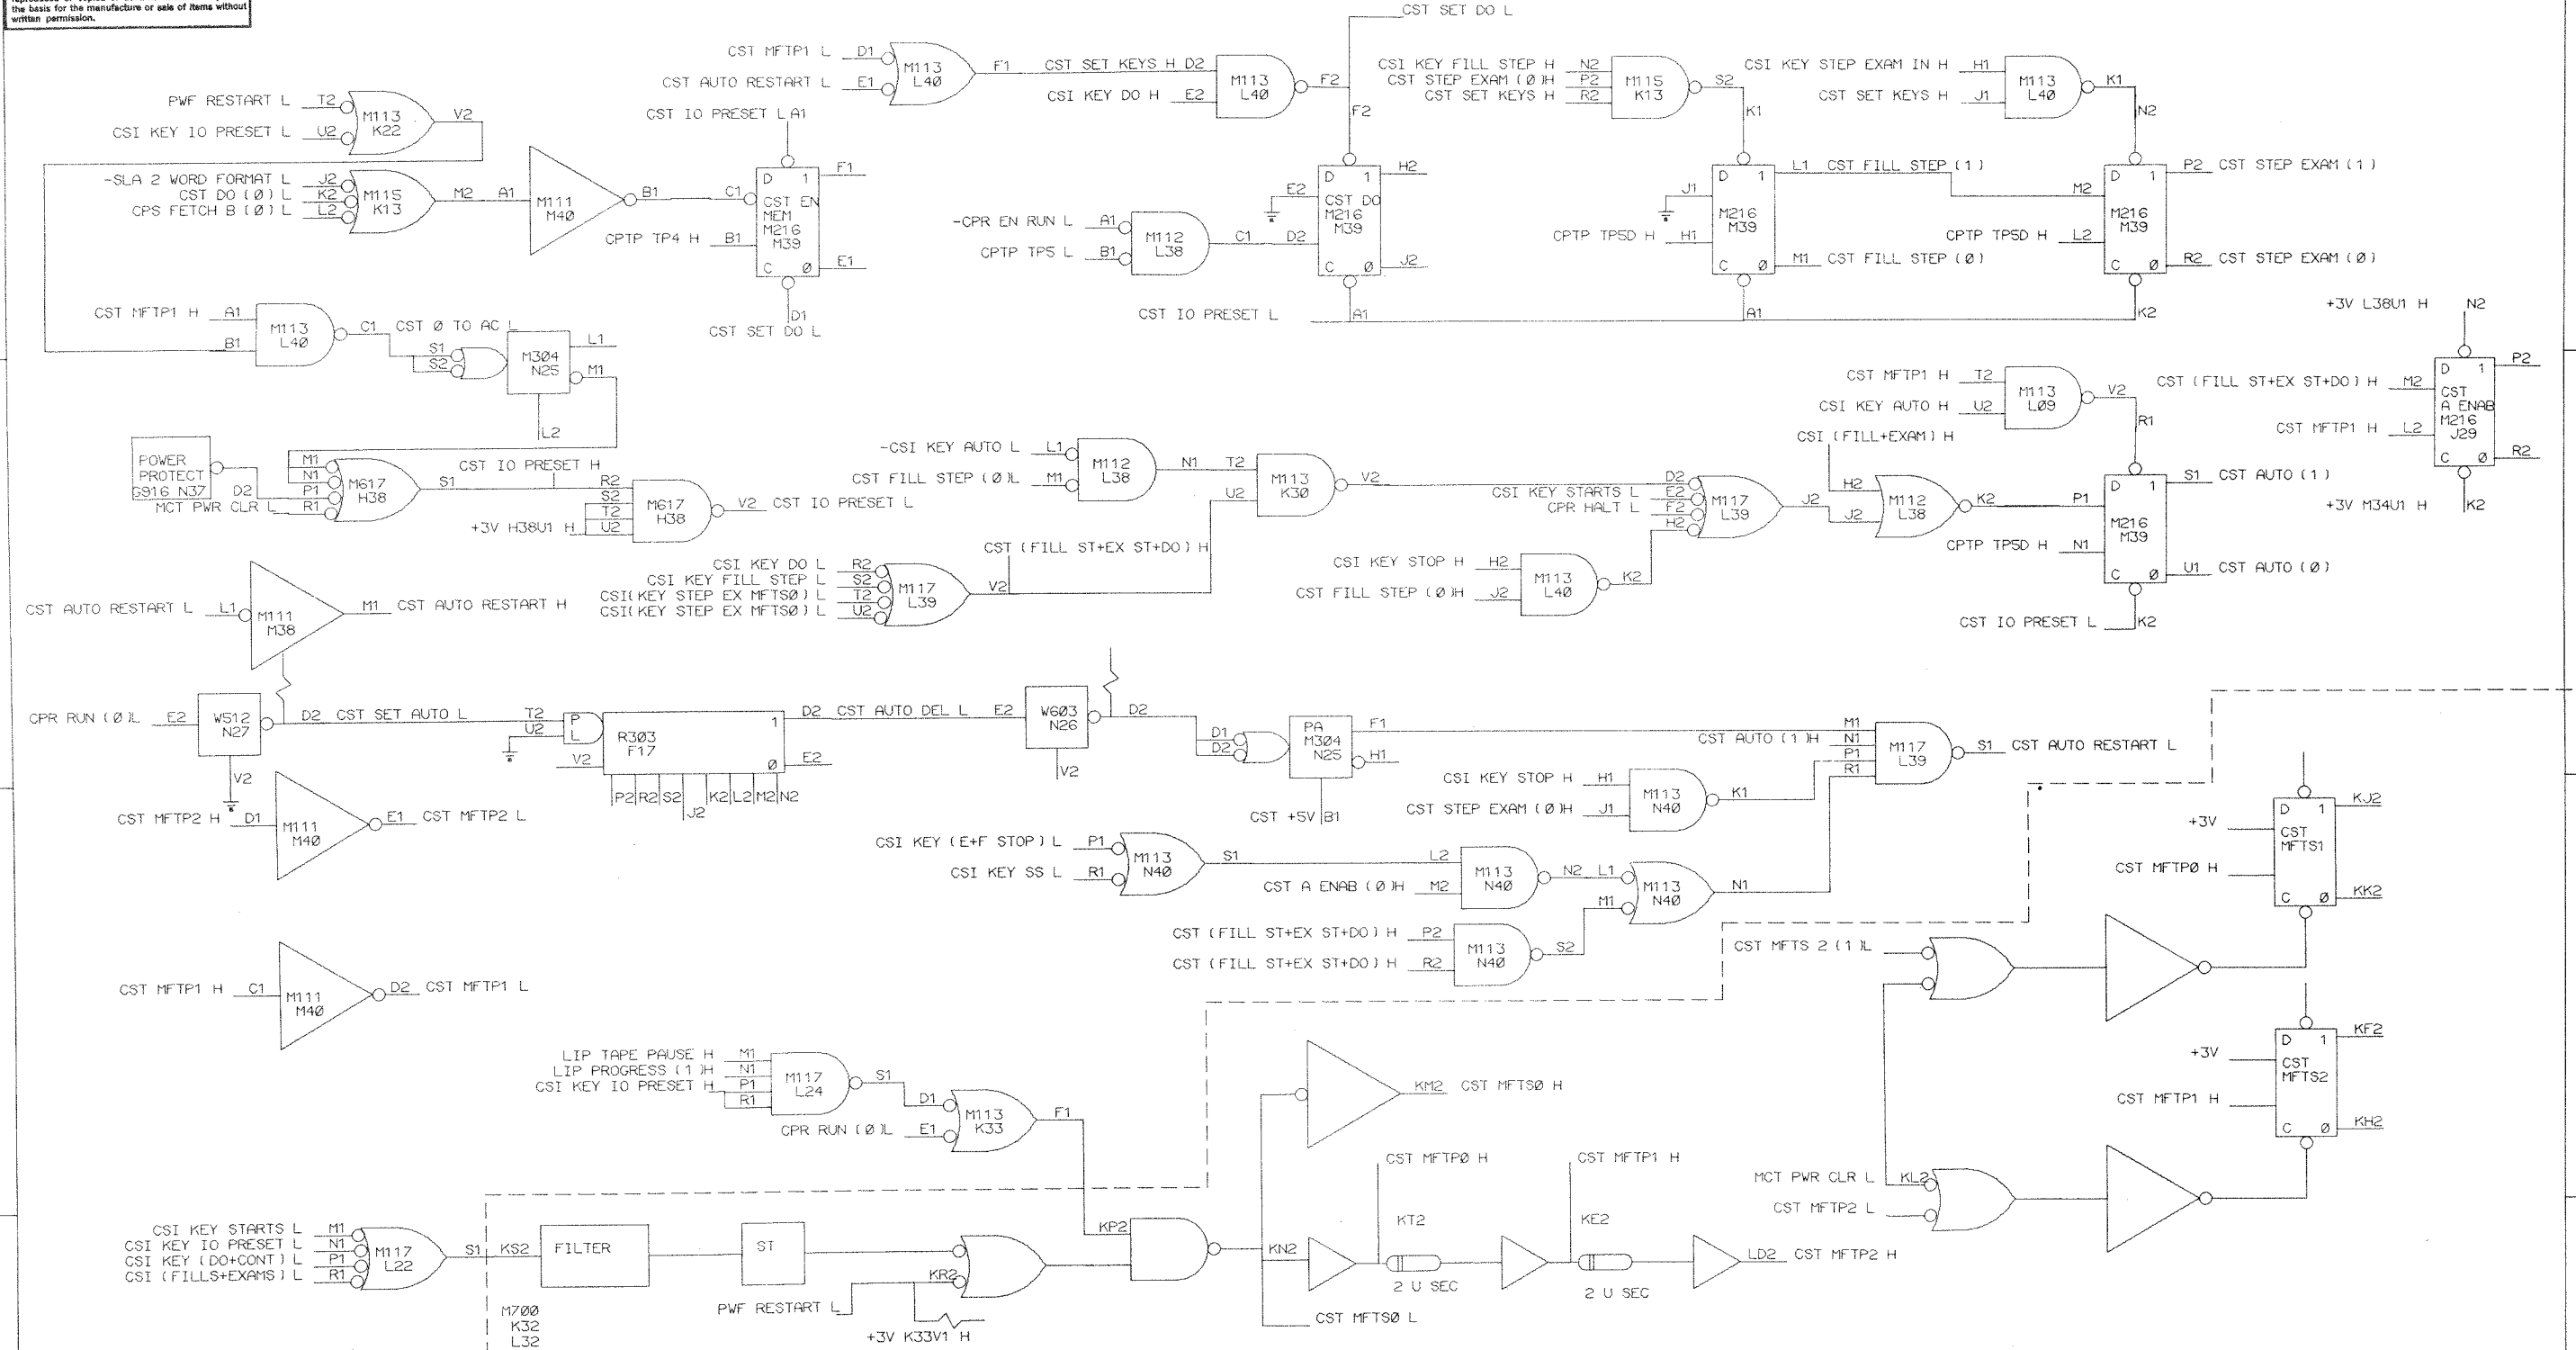 the basis for the manufacture or sale of items without
written permission.
CST SET DO L
CST MFTP1 L D1
CST AUTO RESTART L E1
M113 L40
F1 CST SET KEYS H D2
CSI KEY DO H E2
M113 L40
F2
F2
CSI KEY FILL STEP H N2
CST STEP EXAM (Ø)H P2
CST SET KEYS H R2
M115 K13
S2
K1
CSI KEY STEP EXAM IN H H1
CST SET KEYS H J1
M113 L40
K1
N2
PWF RESTART L T2
CSI KEY IO PRESET L U2
M113 K22
V2
CST IO PRESET L A1
-SLA 2 WORD FORMAT L J2
CST DO (Ø) L K2
CPS FETCH B (Ø) L L2
M115 K13
M2 A1
M111 M40
B1 C1
D 1
CST EN
MEM
M216
M39
C Ø
F1
E1
CPTP TP4 H B1
D1
CST SET DO L
-CPR EN RUN L A1
CPTP TP5 L B1
M112 L38
C1 D2
E2
D 1
CST DO
M216
M39
C Ø
H2
J2
CST IO PRESET L A1
J1
CPTP TP5D H H1
D 1
M216
M39
C Ø
L1 CST FILL STEP (1)
M1 CST FILL STEP (Ø)
A1
M2
CPTP TP5D H L2
D 1
M216
M39
C Ø
P2 CST STEP EXAM (1)
R2 CST STEP EXAM (Ø)
K2
+3V L38U1 H N2
CST (FILL ST+EX ST+DO) H M2
CST MFTP1 H L2
D 1
CST
A ENAB
M216
J29
C Ø
P2
R2
+3V M34U1 H K2
CST MFTP1 H A1
B1
M113 L40
C1 CST Ø TO AC L
S1
S2
M304 N25
L1
M1
L2
POWER
PROTECT
G916 N37
D2
MCT PWR CLR L
M1
N1
P1
R1
M617 H38
S1
CST IO PRESET H
R2
S2
T2
U2
+3V H38U1 H
M617 H38
V2 CST IO PRESET L
-CSI KEY AUTO L L1
CST FILL STEP (Ø)L M1
M112 L38
N1 T2
U2
M113 K30
V2
CST (FILL ST+EX ST+DO) H
CSI KEY DO L R2
CSI KEY FILL STEP L S2
CSI(KEY STEP EX MFTSØ) L T2
CSI(KEY STEP EX MFTSØ) L U2
M117 L39
V2
D2
CSI KEY STARTS L E2
CPR HALT L F2
H2
M117 L39
J2
CSI KEY STOP H H2
CST FILL STEP (Ø)H J2
M113 L40
K2
CSI (FILL+EXAM) H
H2
J2
M112 L38
K2 P1
CST MFTP1 H T2
CSI KEY AUTO H U2
M113 LØ9
V2
R1
D 1
M216
M39
C Ø
S1 CST AUTO (1)
U1 CST AUTO (Ø)
CPTP TP5D H N1
CST IO PRESET L K2
CST AUTO RESTART L L1
M111 M38
M1 CST AUTO RESTART H
CPR RUN (Ø)L E2
W512 N27
V2
D2 CST SET AUTO L T2
U2
V2
P
L
R303 F17
1
Ø
P2 R2 S2 J2 K2 L2 M2 N2
D2 CST AUTO DEL L E2
E2
W603 N26
V2
D2
D1
D2
PA
M304
N25
F1
H1
CST +5V B1
M1
CST AUTO (1)H N1
P1
R1
M117 L39
S1 CST AUTO RESTART L
CSI KEY STOP H H1
CST STEP EXAM (Ø)H J1
M113 N40
K1
CST MFTP2 H D1
M111 M40
E1 CST MFTP2 L
CSI KEY (E+F STOP) L P1
CSI KEY SS L R1
M113 N40
S1 L2
CST A ENAB (Ø)H M2
M113 N40
N2 L1
M1
M113 N40
N1
CST (FILL ST+EX ST+DO) H P2
CST (FILL ST+EX ST+DO) H R2
M113 N40
S2
+3V
CST MFTPØ H
D 1
CST
MFTS1
C Ø
KJ2
KK2
CST MFTS 2 (1)L
CST MFTP1 H C1
M111 M40
D2 CST MFTP1 L
+3V
CST MFTP1 H
D 1
CST
MFTS2
C Ø
KF2
KH2
LIP TAPE PAUSE H M1
LIP PROGRESS (1)H N1
CSI KEY IO PRESET H P1
R1
M117 L24
S1
D1
CPR RUN (Ø)L E1
M113 K33
F1
KM2 CST MFTSØ H
CST MFTPØ H
CST MFTP1 H
MCT PWR CLR L KL2
CST MFTP2 L
CSI KEY STARTS L M1
CSI KEY IO PRESET L N1
CSI KEY (DO+CONT) L P1
CSI (FILLS+EXAMS) L R1
M117 L22
S1 KS2
FILTER
ST
KR2
KP2
KN2
KT2
2 U SEC
KE2
2 U SEC
LD2 CST MFTP2 H
PWF RESTART L
+3V K33V1 H
CST MFTSØ L
M700
K32
L32